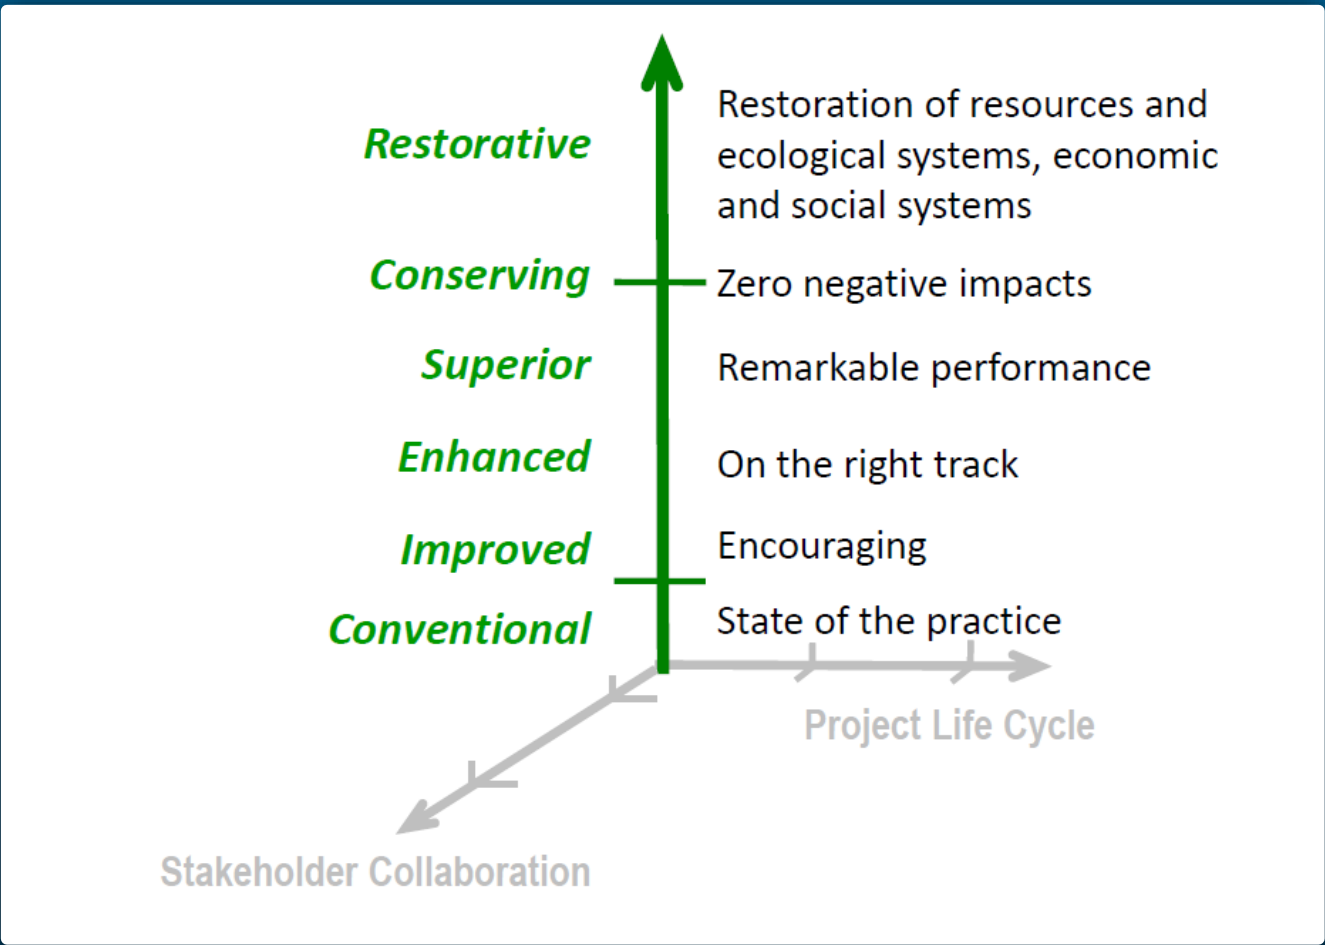 Restorative
Restoration of resources and
ecological systems, economic
and social systems
Conserving
Zero negative impacts
Superior
Remarkable performance
Enhanced
On the right track
Improved
Encouraging
Conventional
State of the practice
Project Life Cycle
Stakeholder Collaboration